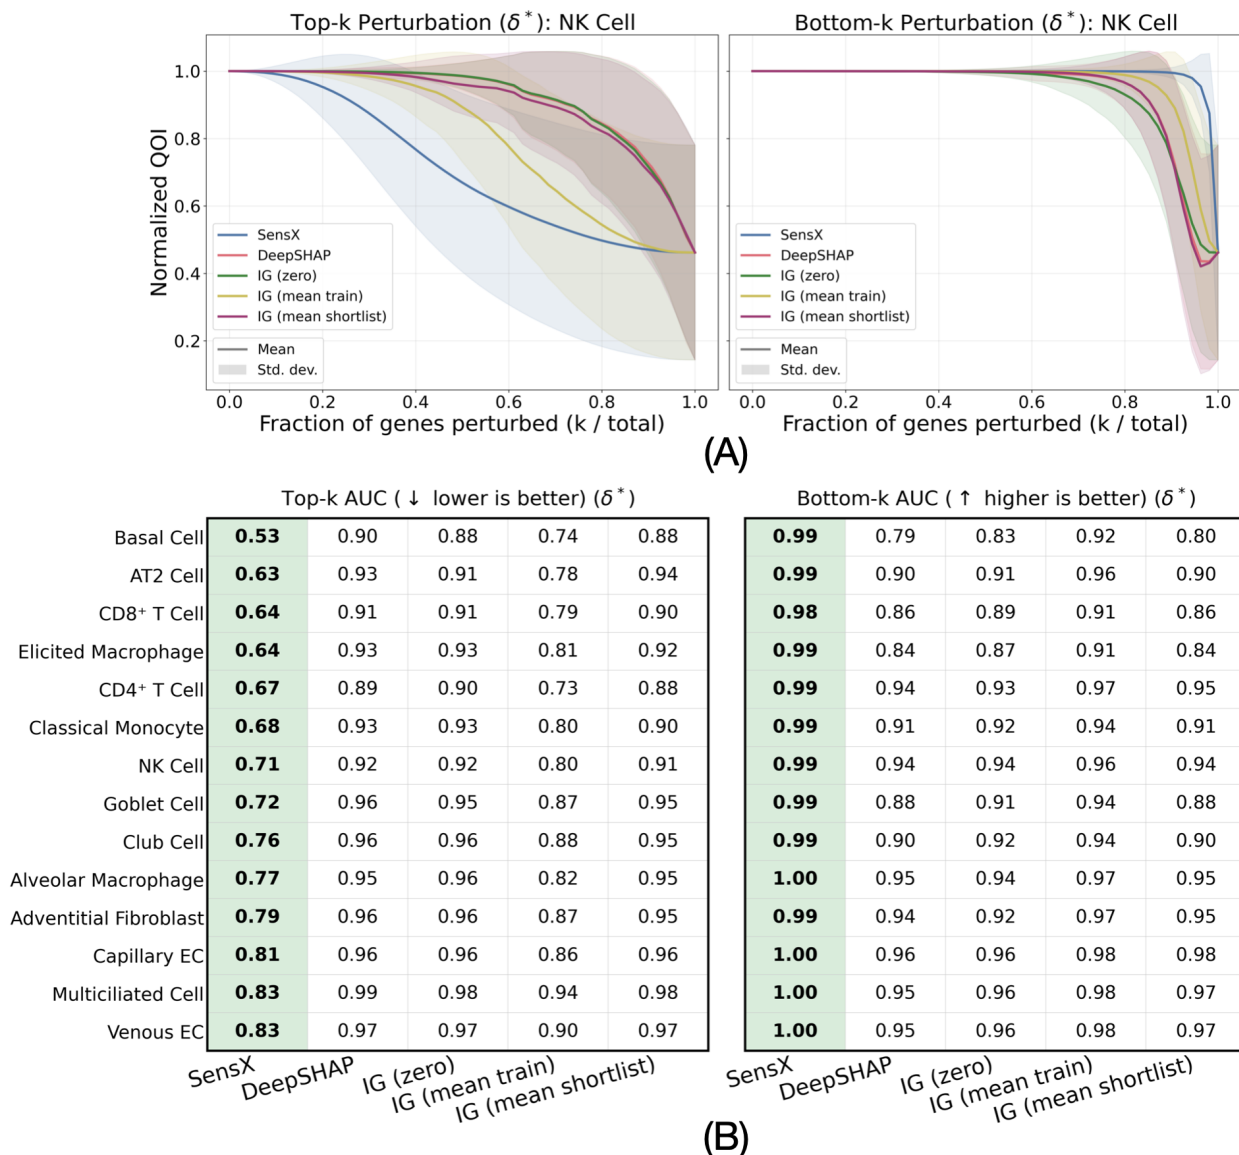 Top-k Perturbation (δ*): NK Cell
Bottom-k Perturbation (δ*): NK Cell
Normalized QOI
1.0
0.8
0.6
0.4
0.2
SensX
DeepSHAP
IG (zero)
IG (mean train)
IG (mean shortlist)
Mean
Std. dev.
SensX
DeepSHAP
IG (zero)
IG (mean train)
IG (mean shortlist)
Mean
Std. dev.
0.0 0.2 0.4 0.6 0.8 1.0
0.0 0.2 0.4 0.6 0.8 1.0
Fraction of genes perturbed (k / total)
Fraction of genes perturbed (k / total)
(A)
Top-k AUC (↓ lower is better) (δ*)
Bottom-k AUC (↑ higher is better) (δ*)
Basal Cell 0.53 0.90 0.88 0.74 0.88 0.99 0.79 0.83 0.92 0.80
AT2 Cell 0.63 0.93 0.91 0.78 0.94 0.99 0.90 0.91 0.96 0.90
CD8⁺ T Cell 0.64 0.91 0.91 0.79 0.90 0.98 0.86 0.89 0.91 0.86
Elicited Macrophage 0.64 0.93 0.93 0.81 0.92 0.99 0.84 0.87 0.91 0.84
CD4⁺ T Cell 0.67 0.89 0.90 0.73 0.88 0.99 0.94 0.93 0.97 0.95
Classical Monocyte 0.68 0.93 0.93 0.80 0.90 0.99 0.91 0.92 0.94 0.91
NK Cell 0.71 0.92 0.92 0.80 0.91 0.99 0.94 0.94 0.96 0.94
Goblet Cell 0.72 0.96 0.95 0.87 0.95 0.99 0.88 0.91 0.94 0.88
Club Cell 0.76 0.96 0.96 0.88 0.95 0.99 0.90 0.92 0.94 0.90
Alveolar Macrophage 0.77 0.95 0.96 0.82 0.95 1.00 0.95 0.94 0.97 0.95
Adventitial Fibroblast 0.79 0.96 0.96 0.87 0.95 0.99 0.94 0.92 0.97 0.95
Capillary EC 0.81 0.96 0.96 0.86 0.96 1.00 0.96 0.96 0.98 0.98
Multiciliated Cell 0.83 0.99 0.98 0.94 0.98 1.00 0.95 0.96 0.98 0.97
Venous EC 0.83 0.97 0.97 0.90 0.97 1.00 0.95 0.96 0.98 0.97
SensX
DeepSHAP
IG (zero)
IG (mean train)
IG (mean shortlist)
SensX
DeepSHAP
IG (zero)
IG (mean train)
IG (mean shortlist)
(B)